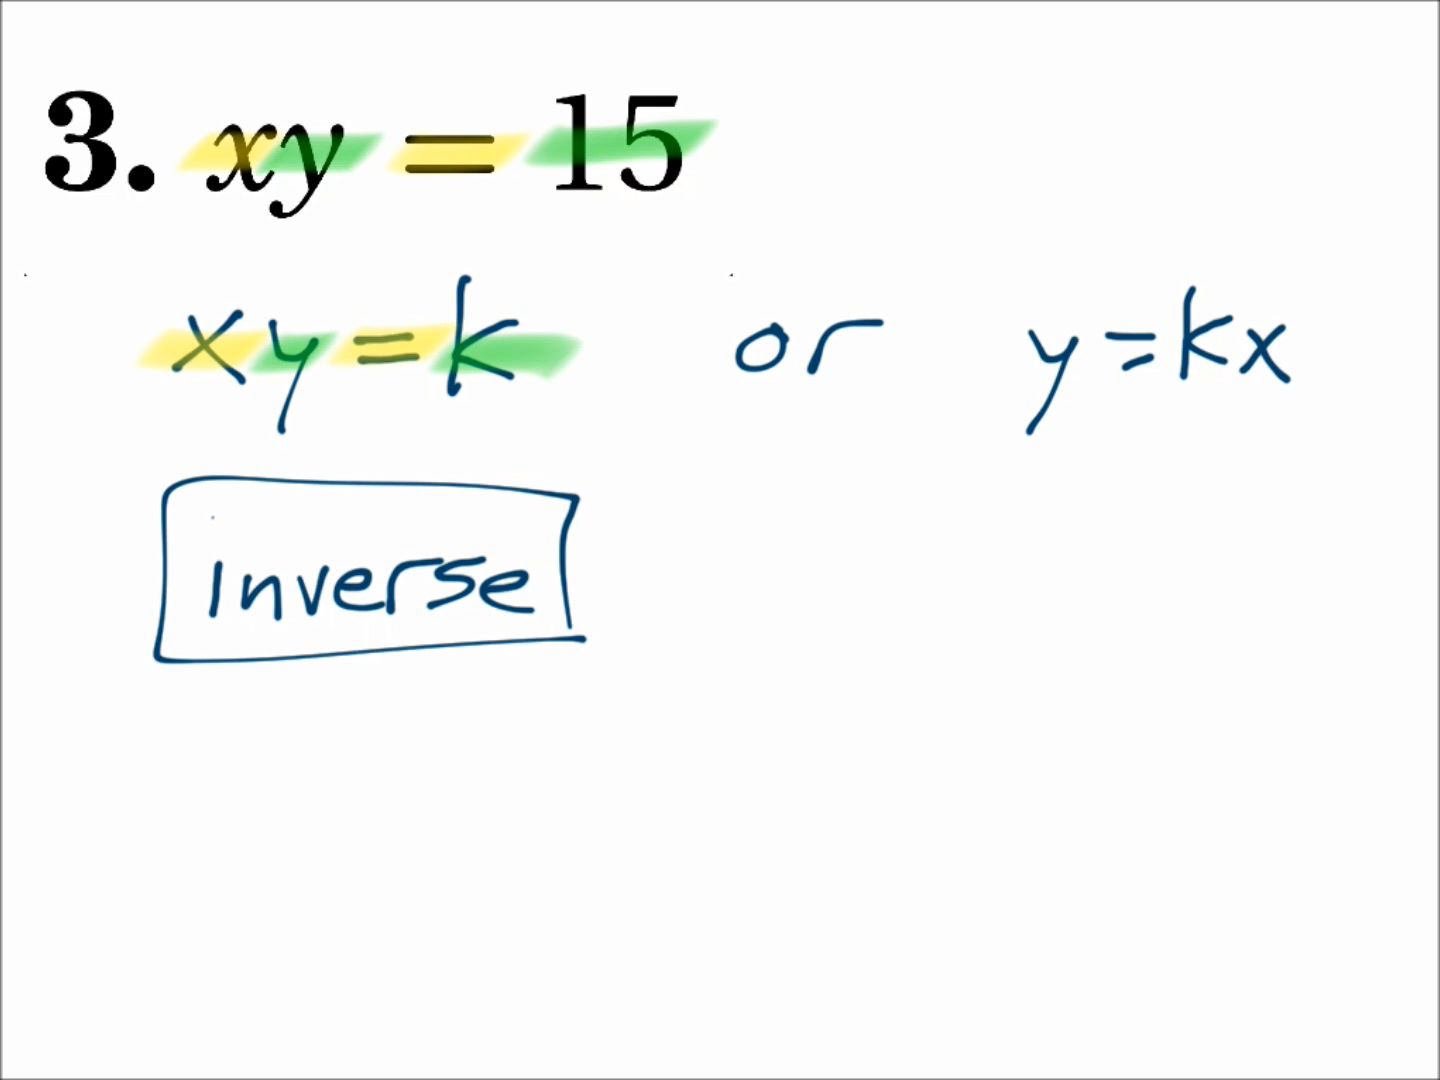 3. xy = 15
xy = k or y = kx
inverse